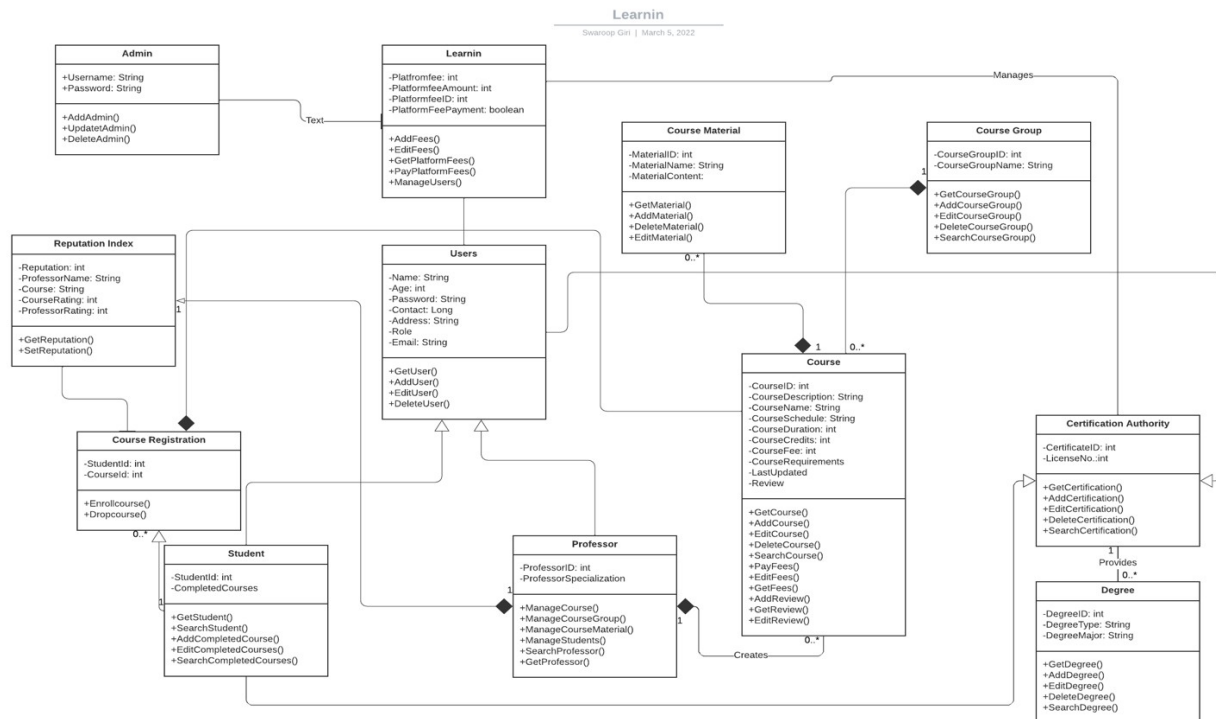 Learnin
Swaroop Giri | March 5, 2022
Admin
+Username: String
+Password: String
+AddAdmin()
+UpdatetAdmin()
+DeleteAdmin()
Text
Learnin
-Platfromfee: int
-PlatformfeeAmount: int
-PlatformfeeID: int
-PlatformFeePayment: boolean
+AddFees()
+EditFees()
+GetPlatformFees()
+PayPlatformFees()
+ManageUsers()
Manages
Course Material
-MaterialID: int
-MaterialName: String
-MaterialContent:
+GetMaterial()
+AddMaterial()
+DeleteMaterial()
+EditMaterial()
0..*
Course Group
-CourseGroupID: int
-CourseGroupName: String
+GetCourseGroup()
+AddCourseGroup()
+EditCourseGroup()
+DeleteCourseGroup()
+SearchCourseGroup()
1
Reputation Index
-Reputation: int
-ProfessorName: String
-Course: String
-CourseRating: int
-ProfessorRating: int
+GetReputation()
+SetReputation()
1
Users
-Name: String
-Age: int
-Password: String
-Contact: Long
-Address: String
-Role
-Email: String
+GetUser()
+AddUser()
+EditUser()
+DeleteUser()
1
0..*
Course
-CourseID: int
-CourseDescription: String
-CourseName: String
-CourseSchedule: String
-CourseDuration: int
-CourseCredits: int
-CourseFee: int
-CourseRequirements
-LastUpdated
-Review
+GetCourse()
+AddCourse()
+EditCourse()
+DeleteCourse()
+SearchCourse()
+PayFees()
+EditFees()
+GetFees()
+AddReview()
+GetReview()
+EditReview()
0..*
Certification Authority
-CertificateID: int
-LicenseNo.:int
+GetCertification()
+AddCertification()
+EditCertification()
+DeleteCertification()
+SearchCertification()
1
Provides
0..*
Course Registration
-StudentId: int
-CourseId: int
+Enrollcourse()
+Dropcourse()
0..*
Student
-StudentId: int
-CompletedCourses
+GetStudent()
+SearchStudent()
+AddCompletedCourse()
+EditCompletedCourses()
+SearchCompletedCourses()
1
Professor
-ProfessorID: int
-ProfessorSpecialization
+ManageCourse()
+ManageCourseGroup()
+ManageCourseMaterial()
+ManageStudents()
+SearchProfessor()
+GetProfessor()
1
1
Creates
Degree
-DegreeID: int
-DegreeType: String
-DegreeMajor: String
+GetDegree()
+AddDegree()
+EditDegree()
+DeleteDegree()
+SearchDegree()